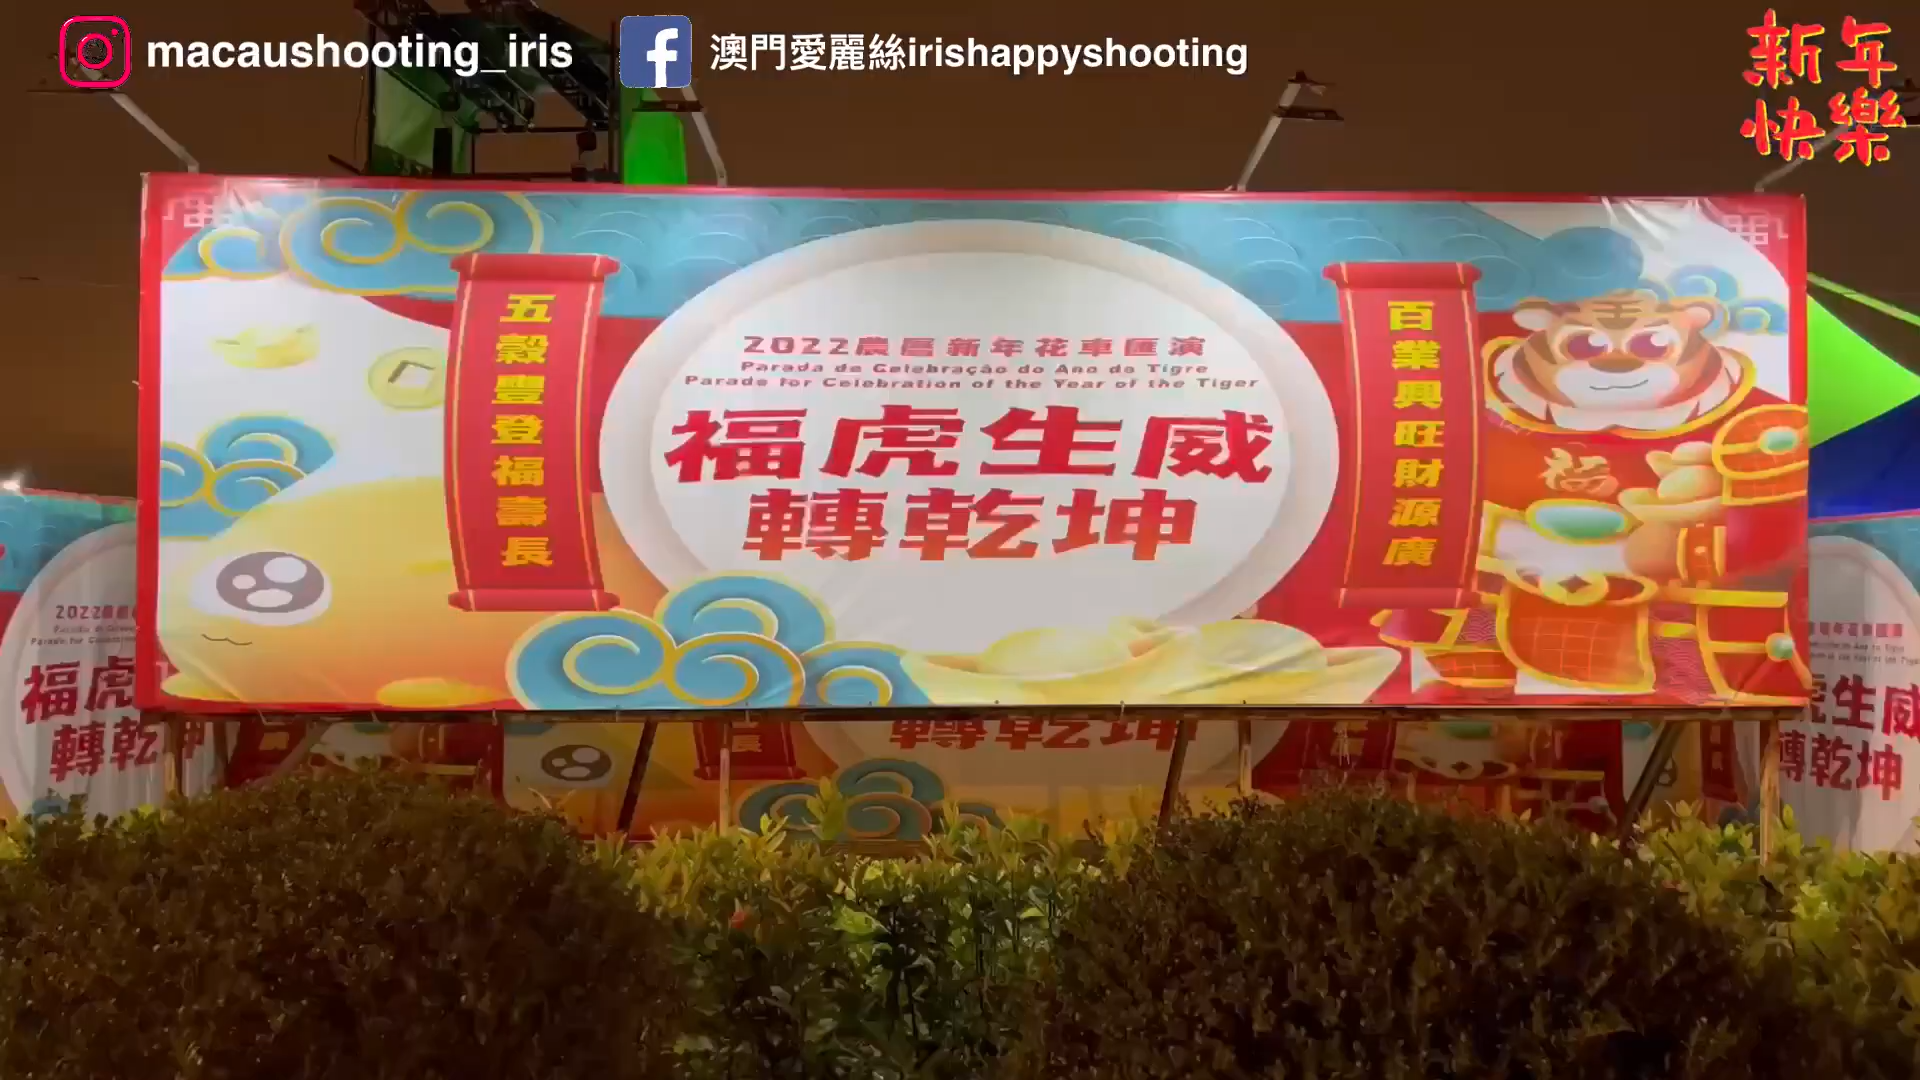 macaushooting_iris
澳門愛麗絲irishappyshooting
新年
快樂
五穀豐登福壽長
2022農曆新年花車匯演
Parada de Celebração do Ano do Tigre
Parade for Celebration of the Year of the Tiger
福虎生威
轉乾坤
百業興旺財源廣
福
福虎
轉乾坤
轉乾坤
虎生威
轉乾坤